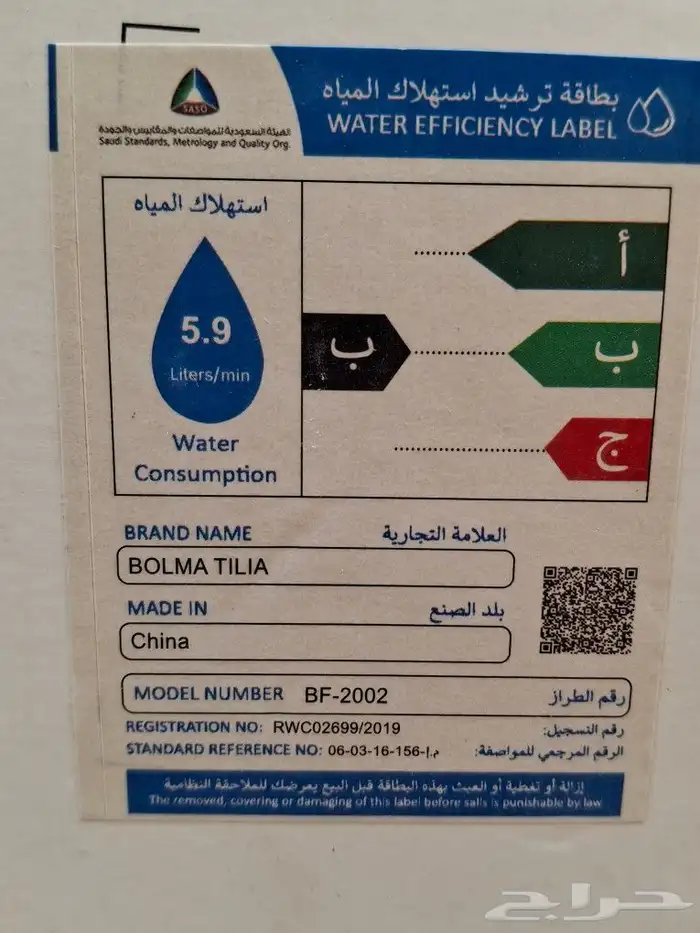 بطاقة ترشيد استهلاك المياه
WATER EFFICIENCY LABEL
SASO
الهيئة السعودية للمواصفات والمقاييس والجودة
Saudi Standards, Metrology and Quality Org.
استهلاك المياه
5.9
Liters/min
Water
Consumption
أ
ب
ب
ج
BRAND NAME العلامة التجارية
BOLMA TILIA
MADE IN بلد الصنع
China
MODEL NUMBER BF-2002 رقم الطراز
REGISTRATION NO: RWC02699/2019 رقم التسجيل:
STANDARD REFERENCE NO: م.إ-156-16-03-06 الرقم المرجعي للمواصفة:
إزالة أو تغطية أو العبث بهذه البطاقة قبل البيع يعرضك للملاحقة النظامية
The removed, covering or damaging of this label before salls is punishable by law
حراج